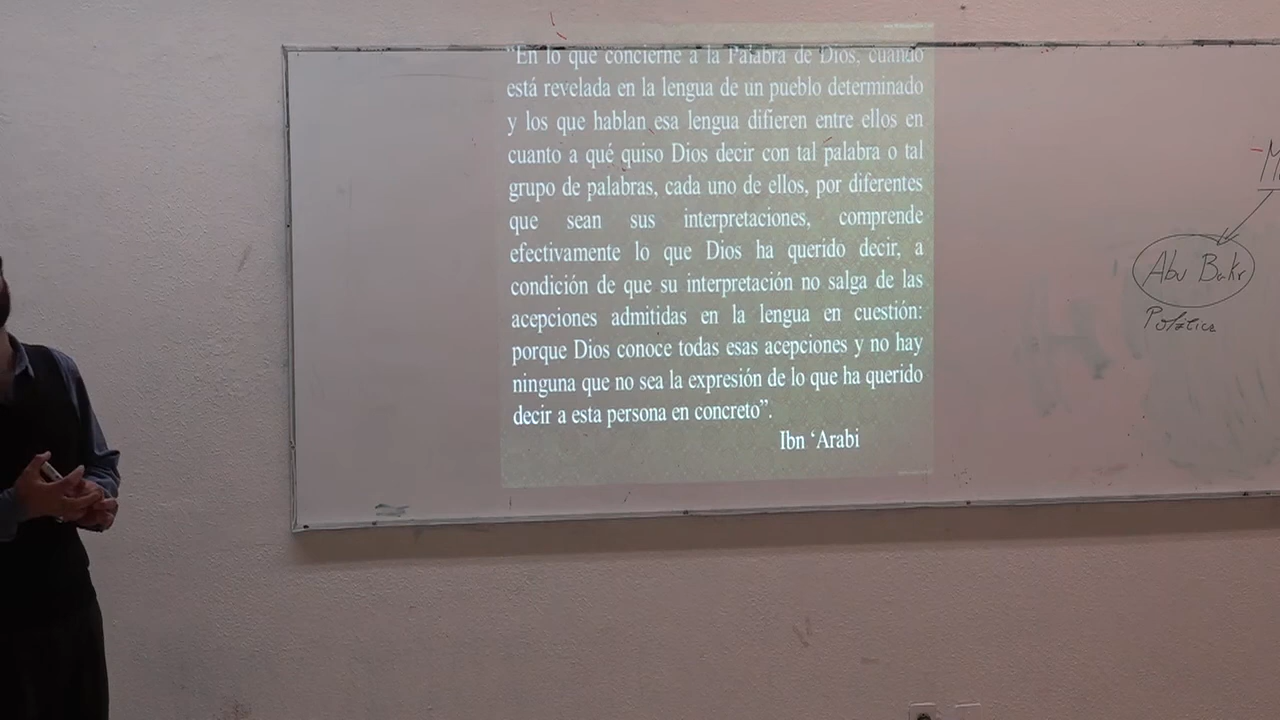 "En lo que concierne a la Palabra de Dios, cuando
está revelada en la lengua de un pueblo determinado
y los que hablan esa lengua difieren entre ellos en
cuanto a qué quiso Dios decir con tal palabra o tal
grupo de palabras, cada uno de ellos, por diferentes
que sean sus interpretaciones, comprende
efectivamente lo que Dios ha querido decir, a
condición de que su interpretación no salga de las
acepciones admitidas en la lengua en cuestión:
porque Dios conoce todas esas acepciones y no hay
ninguna que no sea la expresión de lo que ha querido
decir a esta persona en concreto”.
Ibn ‘Arabi
Abu Bakr
Política